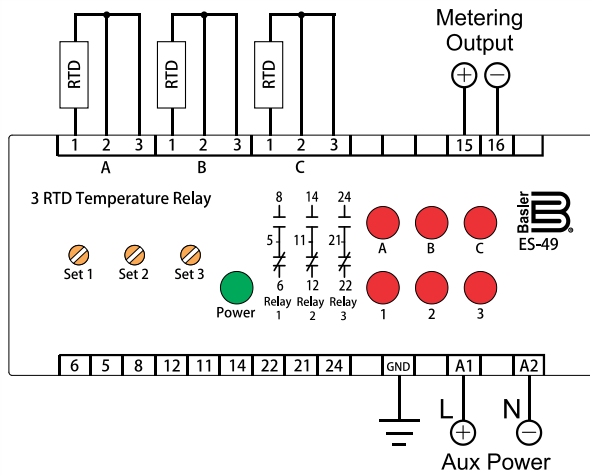 Metering
Output
RTD RTD RTD
+ −
1 2 3 1 2 3 1 2 3 15 16
A B C
3 RTD Temperature Relay
8 14 24
Basler
B®
ES-49
5 11 21
A B C
Set 1 Set 2 Set 3
6 12 22
Power
Relay 1
Relay 2
Relay 3
1 2 3
6 5 8 12 11 14 22 21 24 GND A1 A2
L N
+ −
Aux Power